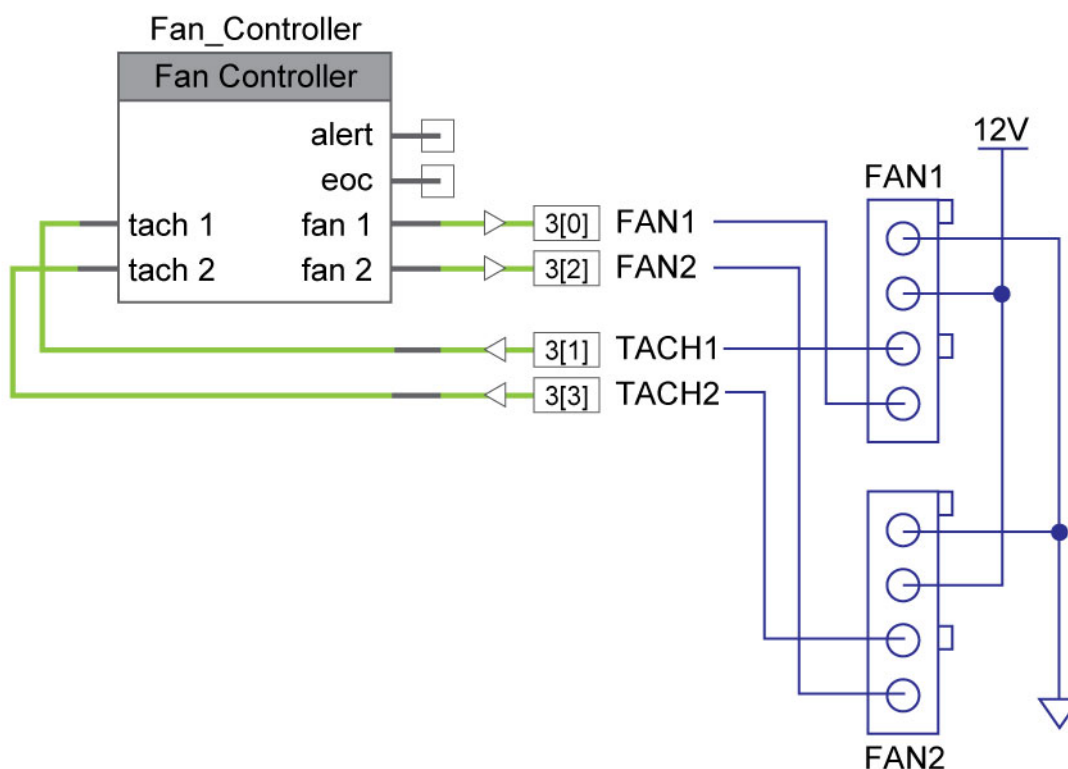 Fan_Controller
Fan Controller
alert
eoc
tach 1
fan 1
tach 2
fan 2
3[0] FAN1
3[2] FAN2
3[1] TACH1
3[3] TACH2
12V
FAN1
FAN2